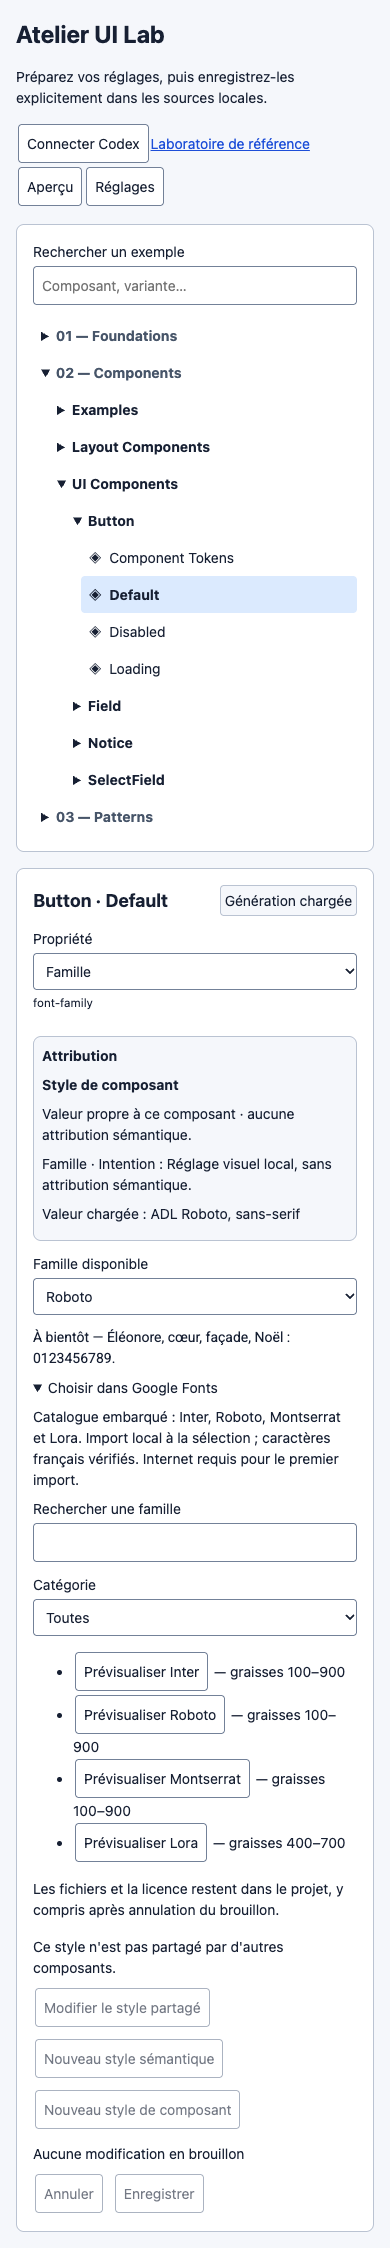 Atelier UI Lab
Préparez vos réglages, puis enregistrez-les
explicitement dans les sources locales.
Connecter Codex Laboratoire de référence
Aperçu Réglages
Rechercher un exemple
Composant, variante…
01 — Foundations
02 — Components
Examples
Layout Components
UI Components
Button
Component Tokens
Default
Disabled
Loading
Field
Notice
SelectField
03 — Patterns
Button · Default Génération chargée
Propriété
Famille
font-family
Attribution
Style de composant
Valeur propre à ce composant · aucune
attribution sémantique.
Famille · Intention : Réglage visuel local, sans
attribution sémantique.
Valeur chargée : ADL Roboto, sans-serif
Famille disponible
Roboto
À bientôt — Éléonore, cœur, façade, Noël :
0123456789.
Choisir dans Google Fonts
Catalogue embarqué : Inter, Roboto, Montserrat
et Lora. Import local à la sélection ; caractères
français vérifiés. Internet requis pour le premier
import.
Rechercher une famille
Catégorie
Toutes
Prévisualiser Inter — graisses 100–900
Prévisualiser Roboto — graisses 100–
900
Prévisualiser Montserrat — graisses
100–900
Prévisualiser Lora — graisses 400–700
Les fichiers et la licence restent dans le projet, y
compris après annulation du brouillon.
Ce style n'est pas partagé par d'autres
composants.
Modifier le style partagé
Nouveau style sémantique
Nouveau style de composant
Aucune modification en brouillon
Annuler Enregistrer